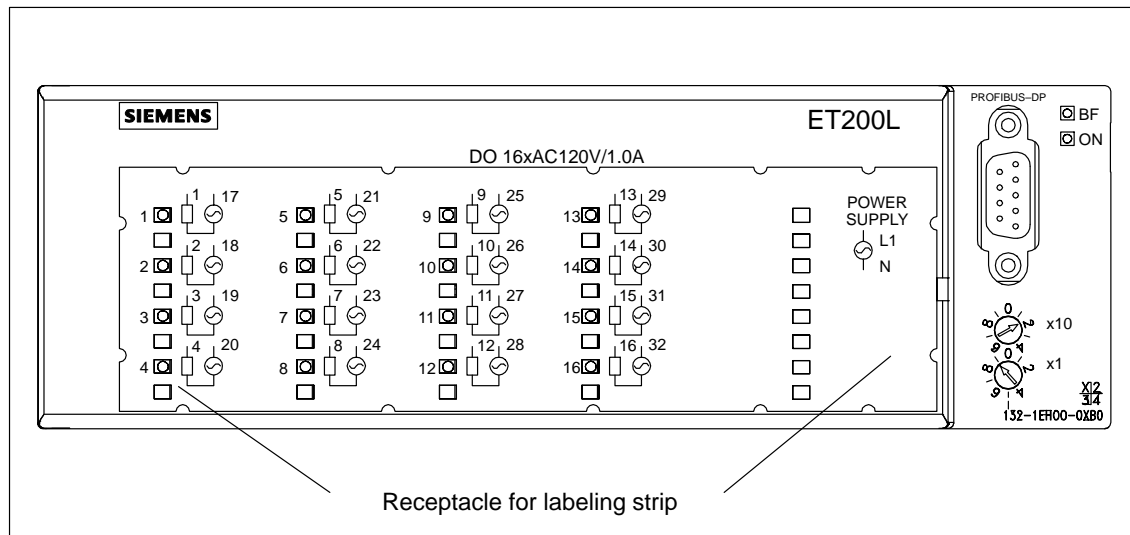 PROFIBUS–DP
SIEMENS
ET200L
BF
ON
DO 16xAC120V/1.0A
1 17 5 21 9 25 13 29
1 5 9 13
POWER
SUPPLY
L1
N
2 18 6 22 10 26 14 30
2 6 10 14
3 19 7 23 11 27 15 31
3 7 11 15
4 20 8 24 12 28 16 32
4 8 12 16
0 2 4 6 8
x10
0 2 4 6 8
x1
X 2
3 4
132-1EH00-0XB0
Receptacle for labeling strip